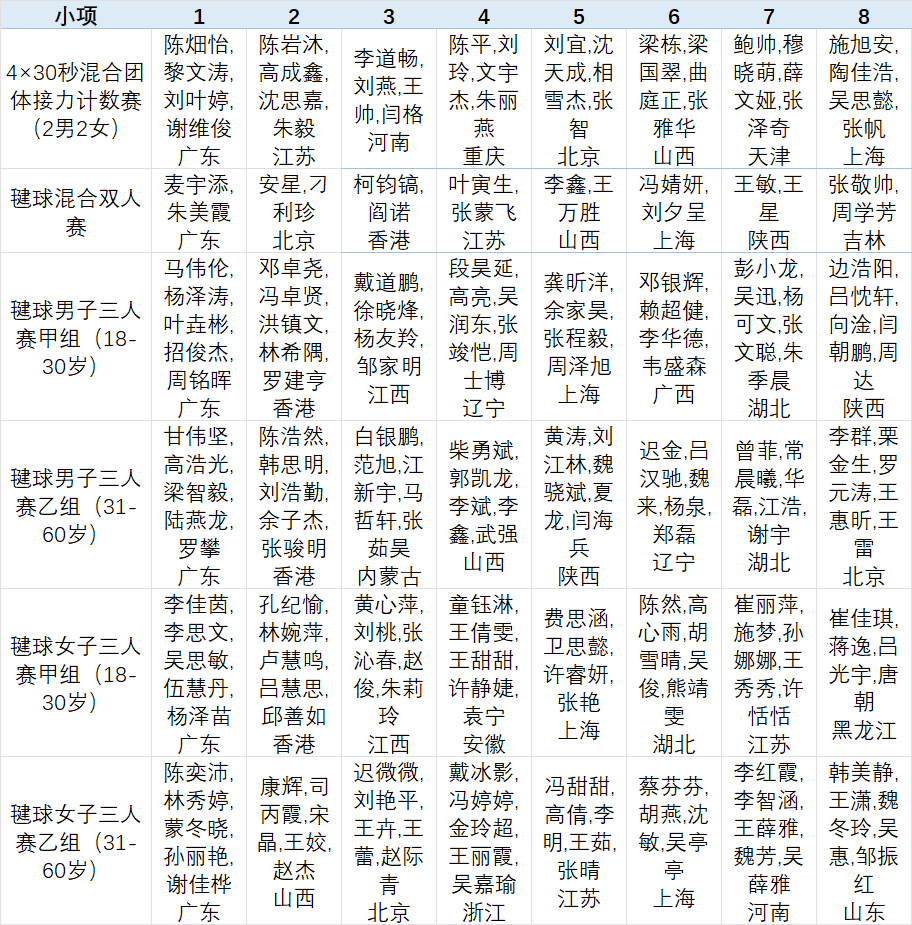 小项 1 2 3 4 5 6 7 8
4×30秒混合团
体接力计数赛
（2男2女）
陈畑怡,
黎文涛,
刘叶婷,
谢维俊
广东
陈岩沐,
高成鑫,
沈思嘉,
朱毅
江苏
李道畅,
刘燕,王
帅,闫格
河南
陈平,刘
玲,文宇
杰,朱丽
燕
重庆
刘宜,沈
天成,相
雪杰,张
智
北京
梁栋,梁
国翠,曲
庭正,张
雅华
山西
鲍帅,穆
晓萌,薛
文娅,张
泽奇
天津
施旭安,
陶佳浩,
吴思懿,
张帆
上海
毽球混合双人
赛
麦宇添,
朱美霞
广东
安星,刁
利珍
北京
柯钧镐,
阎诺
香港
叶寅生,
张蒙飞
江苏
李鑫,王
万胜
山西
冯婧妍,
刘夕呈
上海
王敏,王
星
陕西
张敬帅,
周学芳
吉林
毽球男子三人
赛甲组（18-
30岁）
马伟伦,
杨泽涛,
叶垚彬,
招俊杰,
周铭晖
广东
邓卓尧,
冯卓贤,
洪镇文,
林希隅,
罗建亨
香港
戴道鹏,
徐晓烽,
杨友羚,
邹家明
江西
段昊延,
高亮,吴
润东,张
竣恺,周
士博
辽宁
龚昕洋,
余家昊,
张程毅,
周泽旭
上海
邓银辉,
赖超健,
李华德,
韦盛森
广西
彭小龙,
吴迅,杨
可文,张
文聪,朱
季晨
湖北
边浩阳,
吕忱轩,
向淦,闫
朝鹏,周
达
陕西
毽球男子三人
赛乙组（31-
60岁）
甘伟坚,
高浩光,
梁智毅,
陆燕龙,
罗攀
广东
陈浩然,
韩思明,
刘浩勤,
余子杰,
张骏明
香港
白银鹏,
范旭,江
新宇,马
哲轩,张
茹昊
内蒙古
柴勇斌,
郭凯龙,
李斌,李
鑫,武强
山西
黄涛,刘
江林,魏
骁斌,夏
龙,闫海
兵
陕西
迟金,吕
汉驰,魏
来,杨泉,
郑磊
辽宁
曾菲,常
晨曦,华
磊,江浩,
谢宇
湖北
李群,栗
金生,罗
元涛,王
惠昕,王
雷
北京
毽球女子三人
赛甲组（18-
30岁）
李佳茵,
李思文,
吴思敏,
伍慧丹,
杨泽苗
广东
孔纪愉,
林婉萍,
卢慧鸣,
吕慧思,
邱善如
香港
黄心萍,
刘桃,张
沁春,赵
俊,朱莉
玲
江西
童钰淋,
王倩雯,
王甜甜,
许静婕,
袁宁
安徽
费思涵,
卫思懿,
许睿妍,
张艳
上海
陈然,高
心雨,胡
雪晴,吴
俊,熊靖
雯
湖北
崔丽萍,
施梦,孙
娜娜,王
秀秀,许
恬恬
江苏
崔佳琪,
蒋逸,吕
光宇,唐
朝
黑龙江
毽球女子三人
赛乙组（31-
60岁）
陈奕沛,
林秀婷,
蒙冬晓,
孙丽艳,
谢佳桦
广东
康辉,司
丙霞,宋
晶,王姣,
赵杰
山西
迟微微,
刘艳平,
王卉,王
蕾,赵际
青
北京
戴冰影,
冯婷婷,
金玲超,
王丽霞,
吴嘉瑜
浙江
冯甜甜,
高倩,李
明,王茹,
张晴
江苏
蔡芬芬,
胡燕,沈
敏,吴亭
亭
上海
李红霞,
李智涵,
王薛雅,
魏芳,吴
薛雅
河南
韩美静,
王潇,魏
冬玲,吴
惠,邹振
红
山东